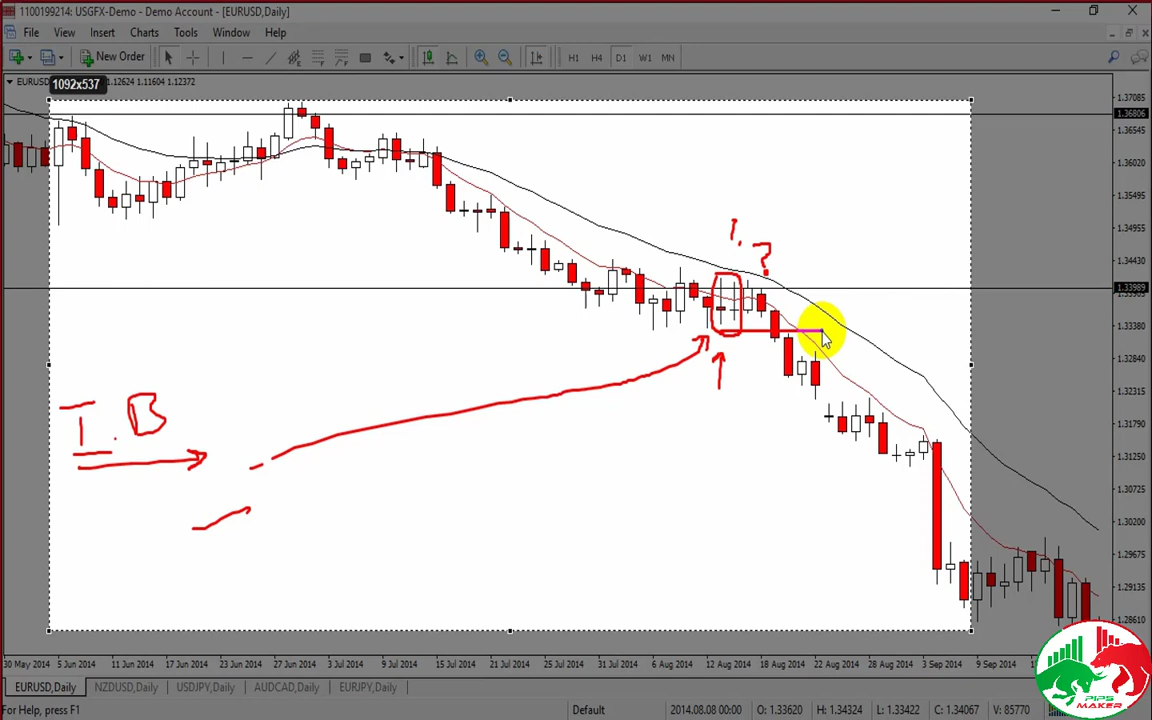 1100199214: USGFX-Demo - Demo Account - [EURUSD,Daily]
File View Insert Charts Tools Window Help
New Order H1 H4 D1 W1 MN
EURUSD 1.12624 1.11604 1.12372
1092x537
1.37085
1.36806
1.36545
1.36020
1.35495
1.34955
1.34430
1.33989
1.33380
1.32840
1.32315
1.31790
1.31250
1.30725
1.30200
1.29675
1.29135
1.28610
1. ?
I.B
30 May 2014 5 Jun 2014 11 Jun 2014 17 Jun 2014 23 Jun 2014 27 Jun 2014 3 Jul 2014 9 Jul 2014 15 Jul 2014 21 Jul 2014 25 Jul 2014 31 Jul 2014 6 Aug 2014 12 Aug 2014 18 Aug 2014 22 Aug 2014 28 Aug 2014 3 Sep 2014 9 Sep 2014
EURUSD,Daily NZDUSD,Daily USDJPY,Daily AUDCAD,Daily EURJPY,Daily
PIPS
MAKER
For Help, press F1 Default 2014.08.08 00:00 O: 1.33620 H: 1.34324 L: 1.33422 C: 1.34067 V: 85770